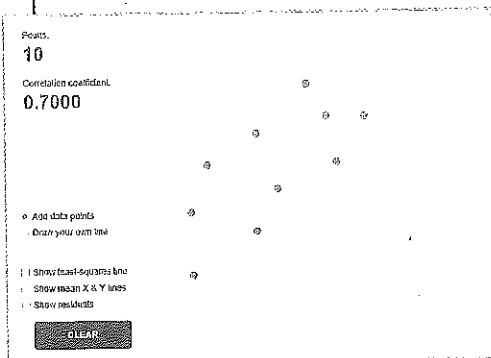 Points.
10
Correlation coefficient.
0.7000
Add data points
Draw your own line
Show least-squares line
Show mean X & Y lines
Show residuals
CLEAR